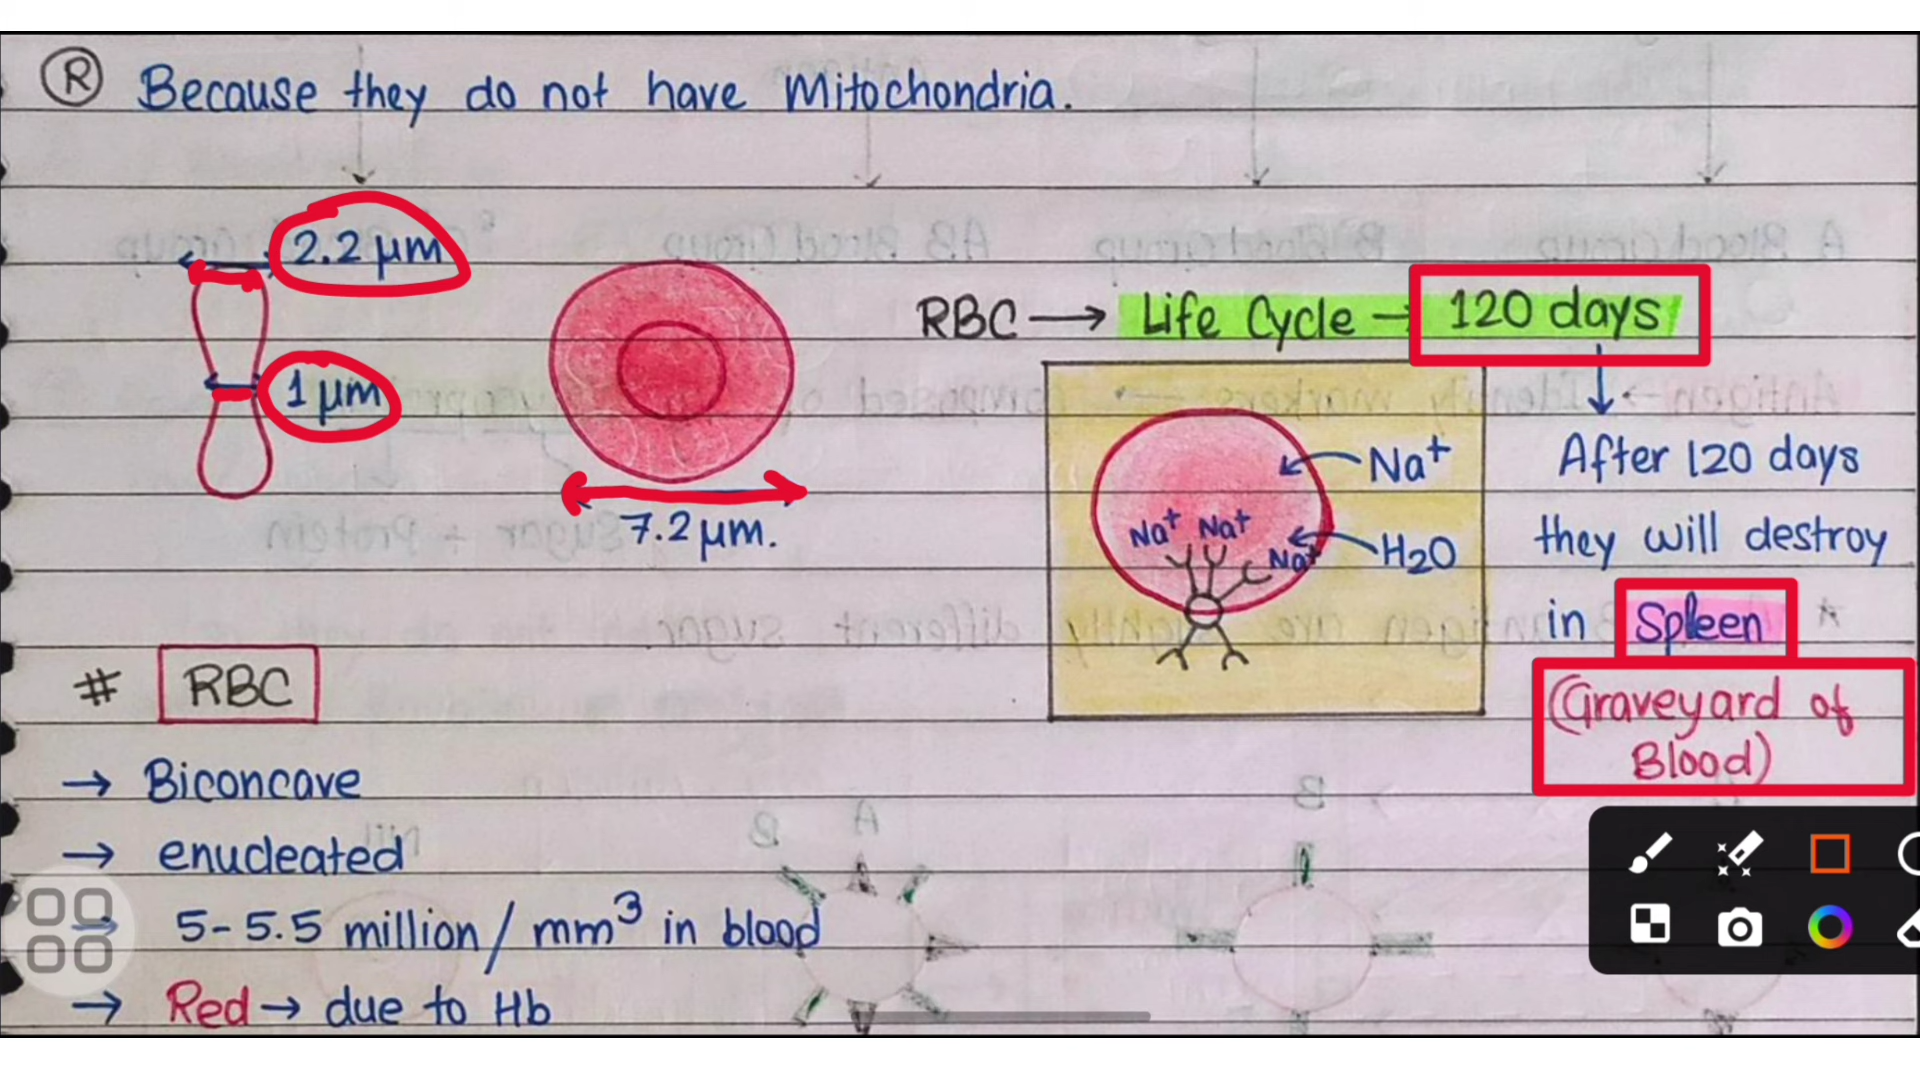 R Because they do not have Mitochondria.
2.2 μm
1 μm
7.2 μm.
RBC → Life Cycle → 120 days
After 120 days
they will destroy
in Spleen
(Graveyard of
Blood)
Na+
Na+ Na+
Na+
H2O
# RBC
→ Biconcave
→ enucleated
→ 5-5.5 million / mm³ in blood
→ Red → due to Hb